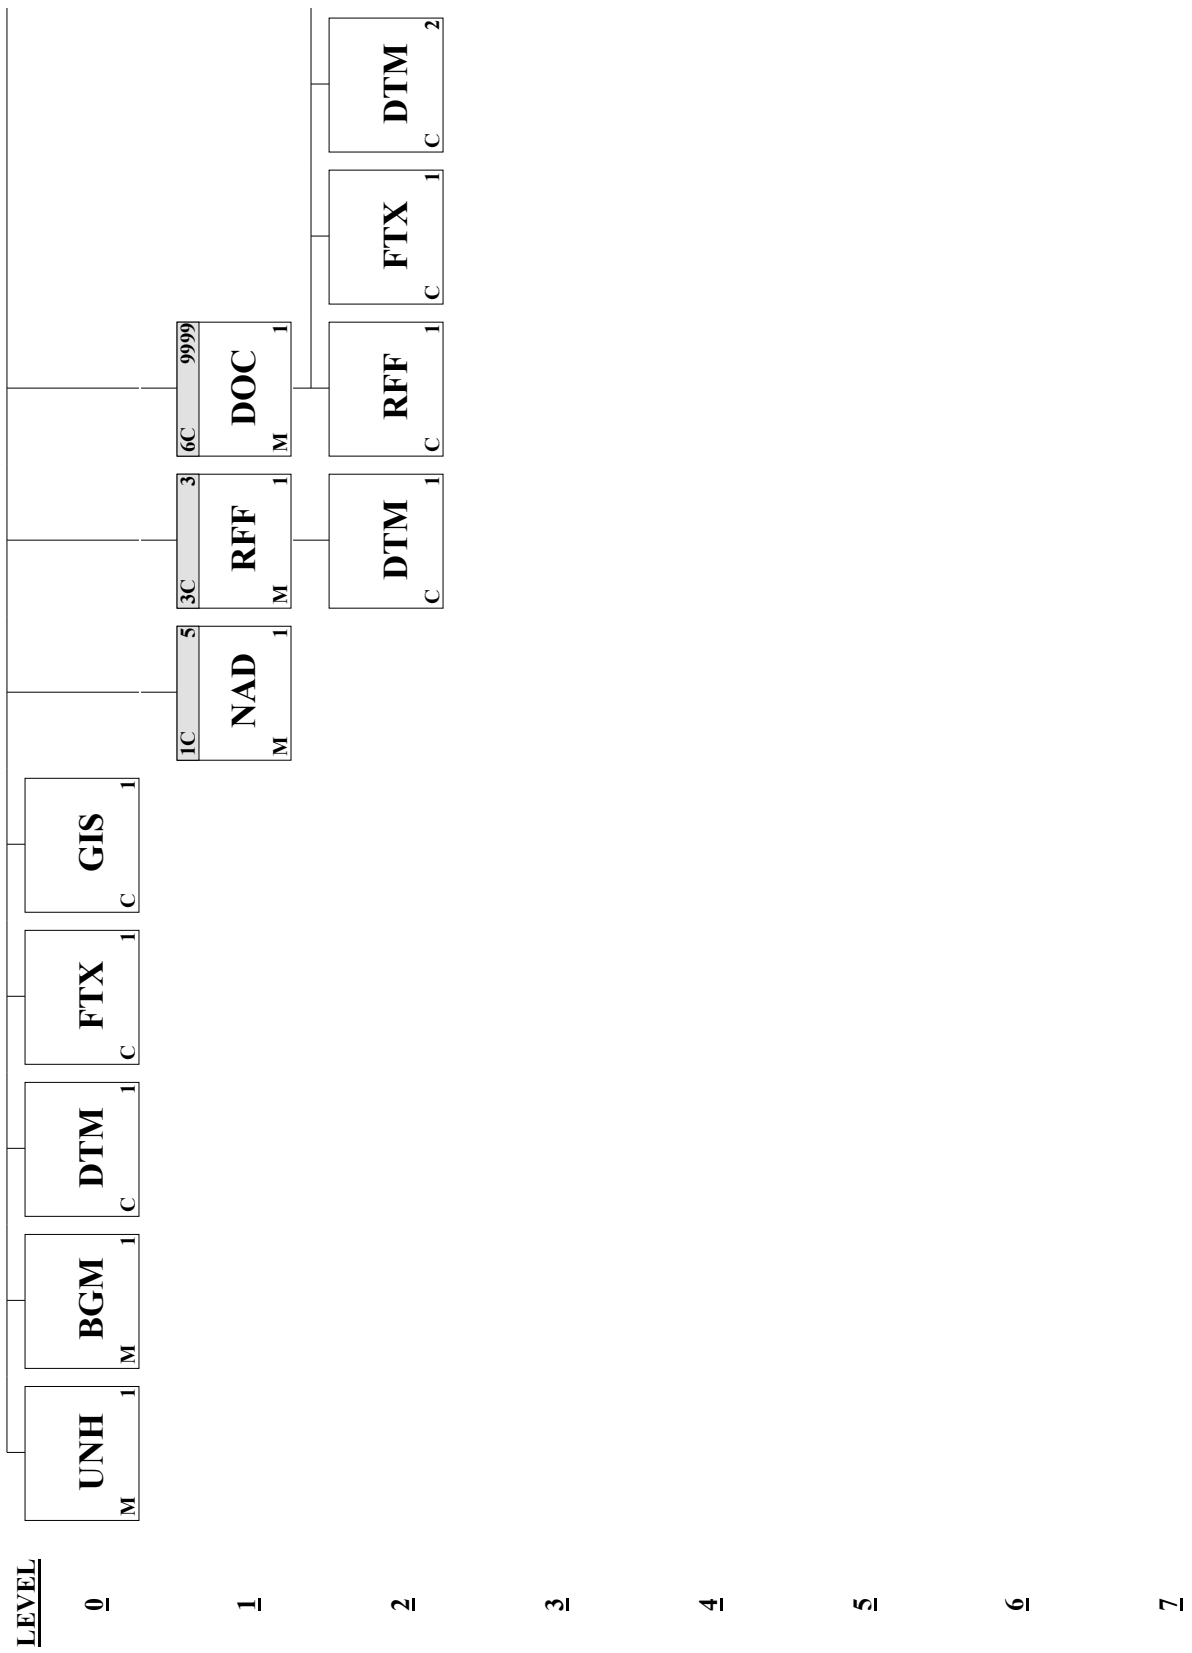 LEVEL
0
UNH
M 1
BGM
M 1
DTM
C 1
FTX
C 1
GIS
C 1
1
1C 5
NAD
M 1
3C 3
RFF
M 1
6C 9999
DOC
M 1
2
DTM
C 1
RFF
C 1
FTX
C 1
DTM
C 2
3
4
5
6
7